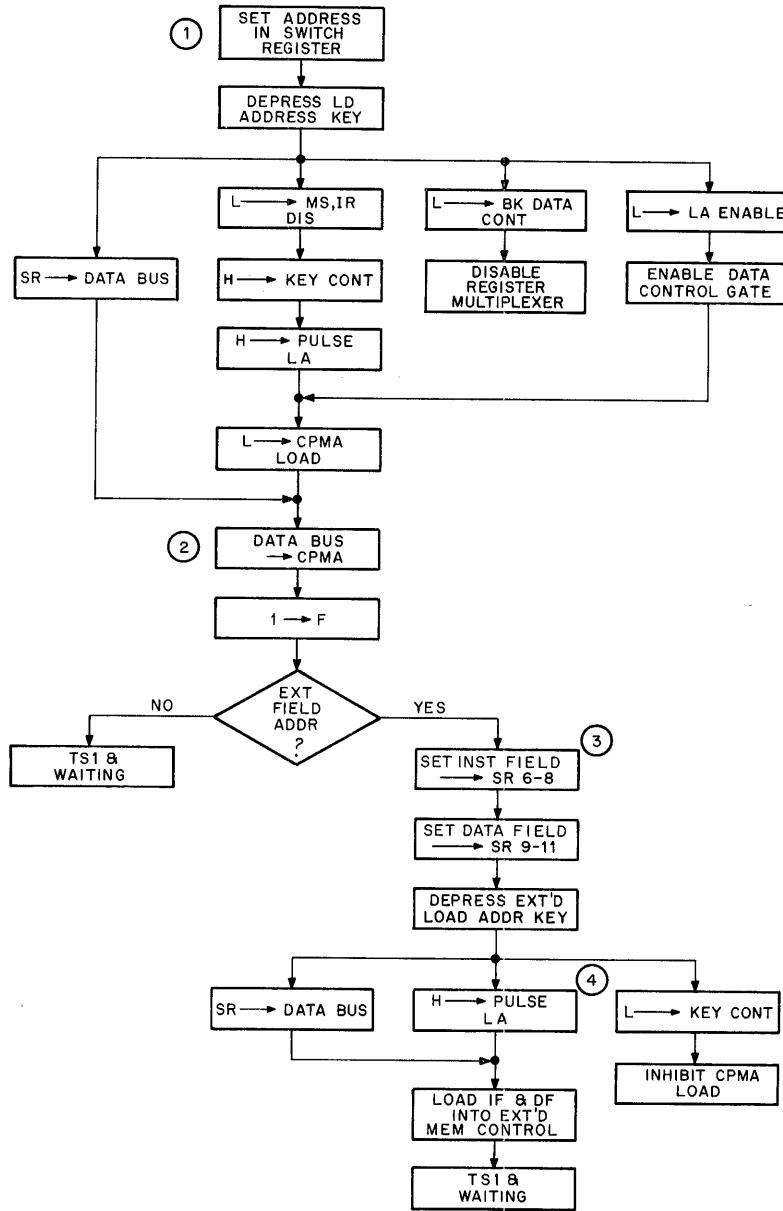 1
SET ADDRESS
IN SWITCH
REGISTER
DEPRESS LD
ADDRESS KEY
L → MS,IR
DIS
L → BK DATA
CONT
L → LA ENABLE
SR → DATA BUS
H → KEY CONT
DISABLE
REGISTER
MULTIPLEXER
ENABLE DATA
CONTROL GATE
H → PULSE
LA
L → CPMA
LOAD
2
DATA BUS
→ CPMA
1 → F
EXT
FIELD
ADDR
?
NO
YES
TS1 &
WAITING
3
SET INST FIELD
→ SR 6-8
SET DATA FIELD
→ SR 9-11
DEPRESS EXT'D
LOAD ADDR KEY
4
SR → DATA BUS
H → PULSE
LA
L → KEY CONT
INHIBIT CPMA
LOAD
LOAD IF & DF
INTO EXT'D
MEM CONTROL
TS1 &
WAITING